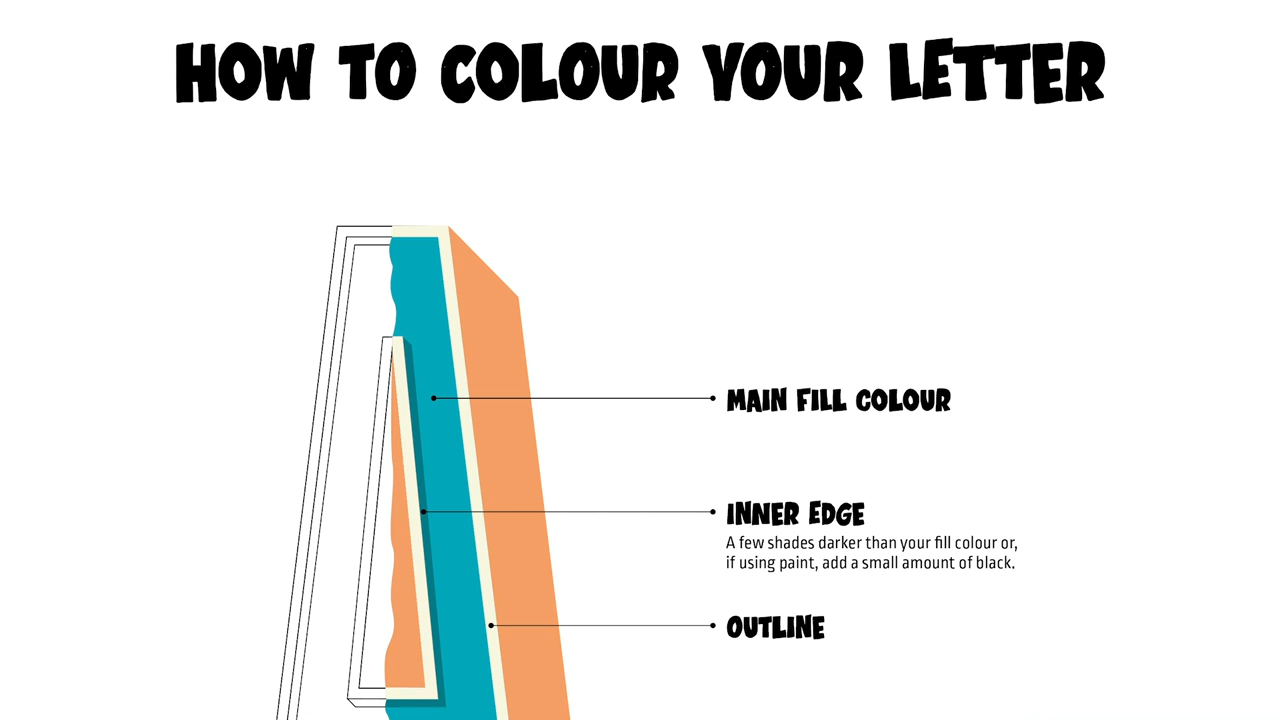 HOW TO COLOUR YOUR LETTER
MAIN FILL COLOUR
INNER EDGE
A few shades darker than your fill colour or,
if using paint, add a small amount of black.
OUTLINE